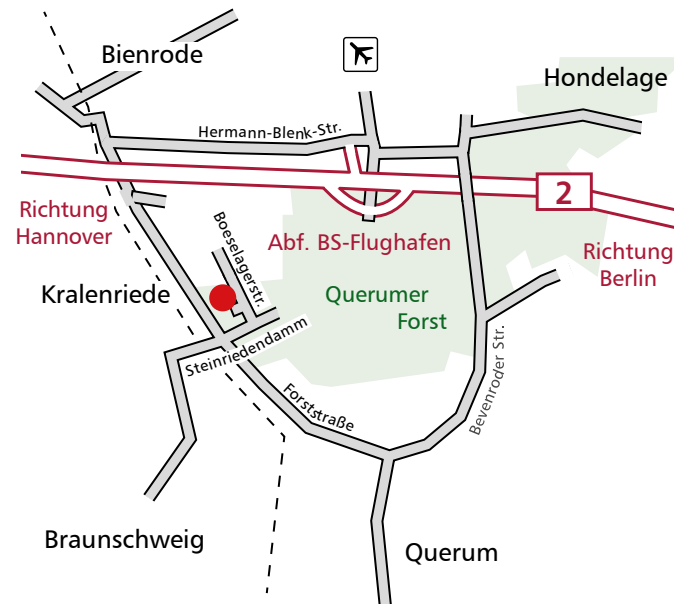 Bienrode
Hondelage
Hermann-Blenk-Str.
2
Richtung
Hannover
Boeselagerstr.
Abf. BS-Flughafen
Richtung
Berlin
Kralenriede
Querumer
Forst
Steinriedendamm
Bevenroder Str.
Forststraße
Braunschweig
Querum